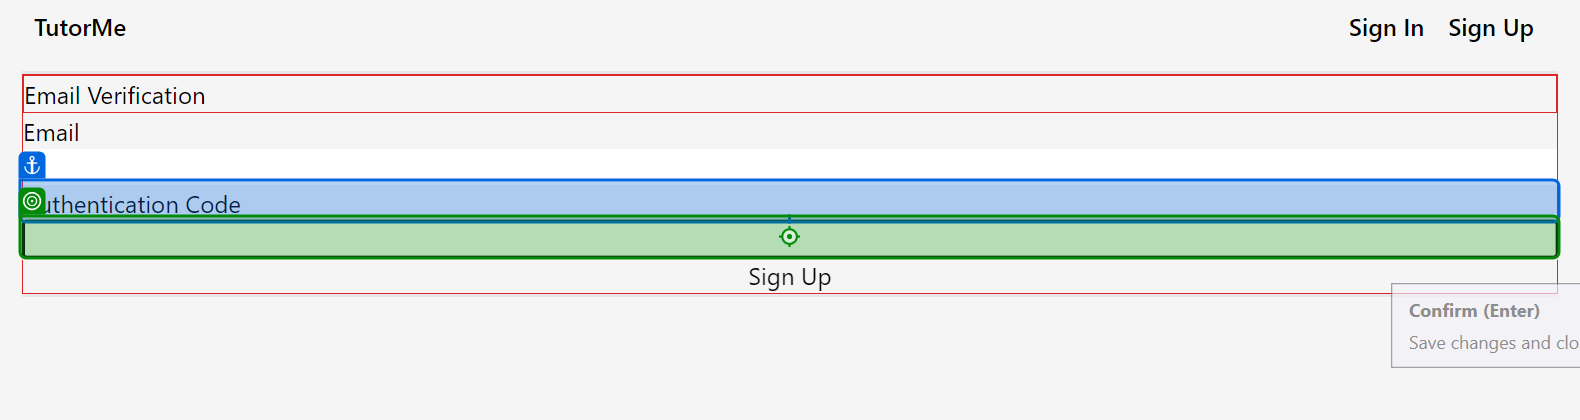 TutorMe
Sign In Sign Up
Email Verification
Email
uthentication Code
Sign Up
Confirm (Enter)
Save changes and clo